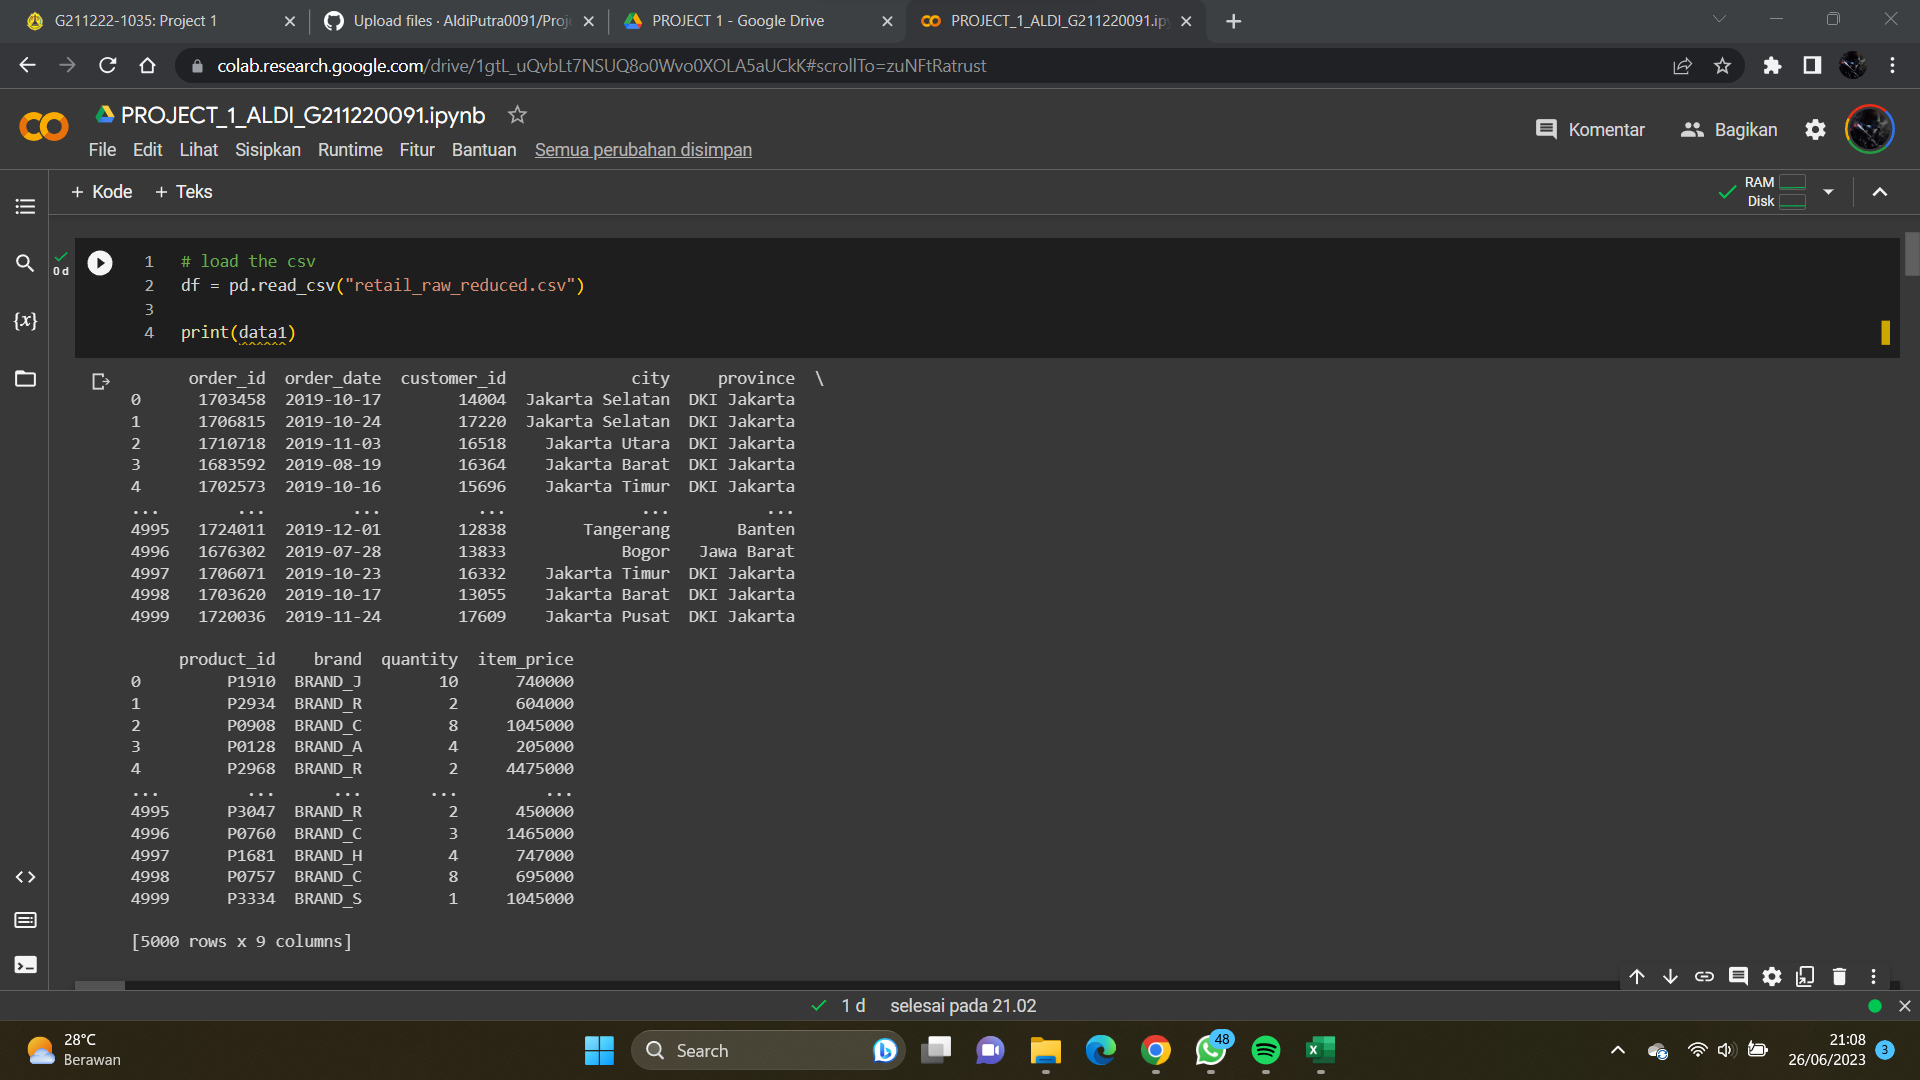 G211222-1035: Project 1
Upload files · AldiPutra0091/Proj
PROJECT 1 - Google Drive
PROJECT_1_ALDI_G211220091.ip
colab.research.google.com/drive/1gtL_uQvbLt7NSUQ8o0Wvo0XOLA5aUCkK#scrollTo=zuNFtRatrust
PROJECT_1_ALDI_G211220091.ipynb
File Edit Lihat Sisipkan Runtime Fitur Bantuan Semua perubahan disimpan
Komentar Bagikan
+ Kode + Teks
RAM
Disk
0 d
1 # load the csv
2 df = pd.read_csv("retail_raw_reduced.csv")
3
4 print(data1)
order_id order_date customer_id city province \
0 1703458 2019-10-17 14004 Jakarta Selatan DKI Jakarta
1 1706815 2019-10-24 17220 Jakarta Selatan DKI Jakarta
2 1710718 2019-11-03 16518 Jakarta Utara DKI Jakarta
3 1683592 2019-08-19 16364 Jakarta Barat DKI Jakarta
4 1702573 2019-10-16 15696 Jakarta Timur DKI Jakarta
... ... ... ... ... ...
4995 1724011 2019-12-01 12838 Tangerang Banten
4996 1676302 2019-07-28 13833 Bogor Jawa Barat
4997 1706071 2019-10-23 16332 Jakarta Timur DKI Jakarta
4998 1703620 2019-10-17 13055 Jakarta Barat DKI Jakarta
4999 1720036 2019-11-24 17609 Jakarta Pusat DKI Jakarta
product_id brand quantity item_price
0 P1910 BRAND_J 10 740000
1 P2934 BRAND_R 2 604000
2 P0908 BRAND_C 8 1045000
3 P0128 BRAND_A 4 205000
4 P2968 BRAND_R 2 4475000
... ... ... ... ...
4995 P3047 BRAND_R 2 450000
4996 P0760 BRAND_C 3 1465000
4997 P1681 BRAND_H 4 747000
4998 P0757 BRAND_C 8 695000
4999 P3334 BRAND_S 1 1045000
[5000 rows x 9 columns]
1 d selesai pada 21.02
28°C
Berawan
Search
48
21:08
26/06/2023
3